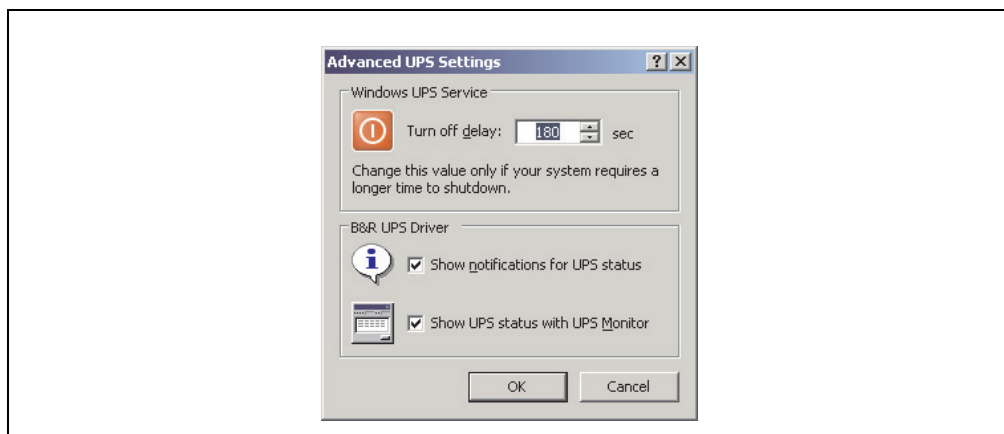 Advanced UPS Settings
Windows UPS Service
Turn off delay: 180 sec
Change this value only if your system requires a
longer time to shutdown.
B&R UPS Driver
Show notifications for UPS status
Show UPS status with UPS Monitor
OK Cancel